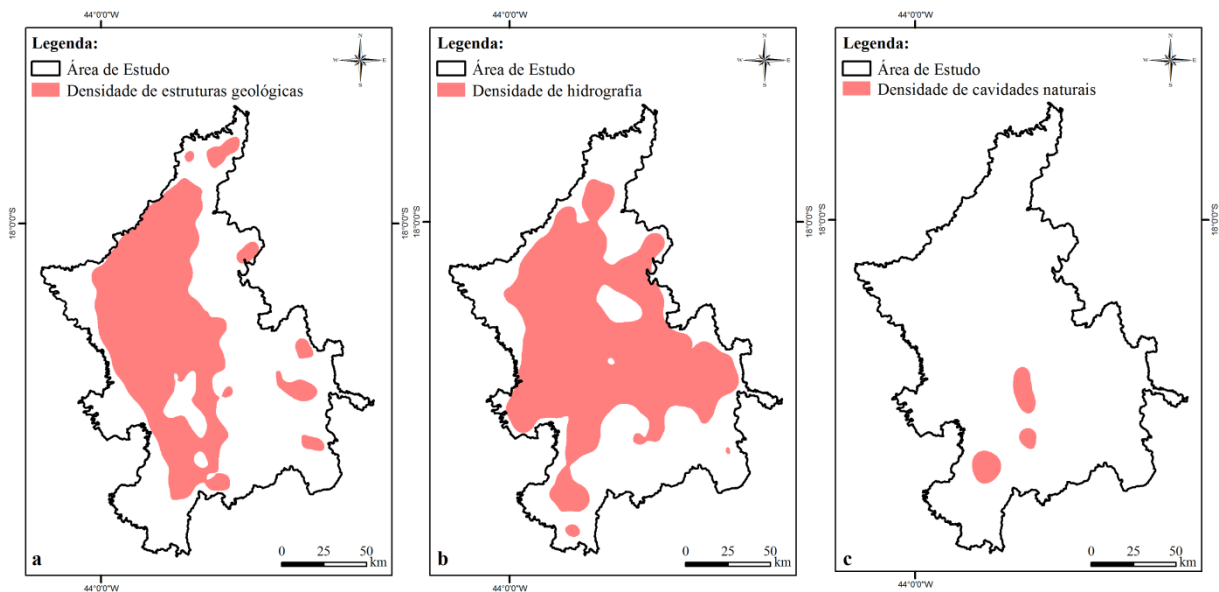 44°0'0"W
44°0'0"W
44°0'0"W
Legenda:
Área de Estudo
Densidade de estruturas geológicas
N
W
E
S
18°0'0"S
0 25 50
km
a
44°0'0"W
Legenda:
Área de Estudo
Densidade de hidrografia
N
W
E
S
18°0'0"S
18°0'0"S
0 25 50
km
b
44°0'0"W
Legenda:
Área de Estudo
Densidade de cavidades naturais
N
W
E
S
18°0'0"S
18°0'0"S
0 25 50
km
c
44°0'0"W